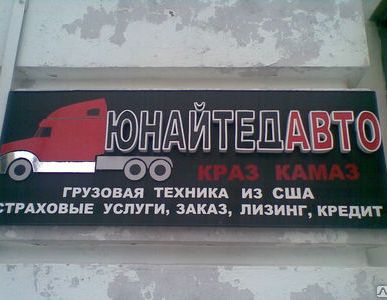 ЮНАЙТЕДАВТО
КРАЗ КАМАЗ
ГРУЗОВАЯ ТЕХНИКА ИЗ США
СТРАХОВЫЕ УСЛУГИ, ЗАКАЗ, ЛИЗИНГ, КРЕДИТ